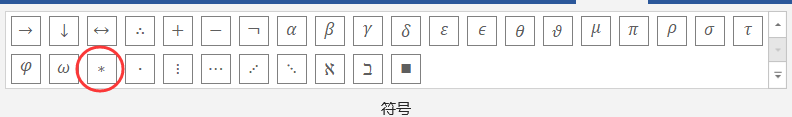 → ↓ ↔ ∴ + − ¬ α β γ δ ε ϵ θ ϑ μ π ρ σ τ
φ ω ∗ ⋅ ⋮ ⋯ ⋰ ⋱ ℵ ℶ ∎
符号